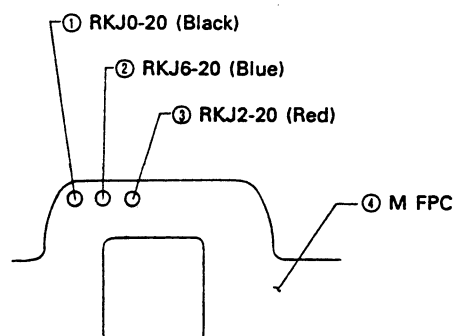 ① RKJ0-20 (Black)
② RKJ6-20 (Blue)
③ RKJ2-20 (Red)
④ M FPC